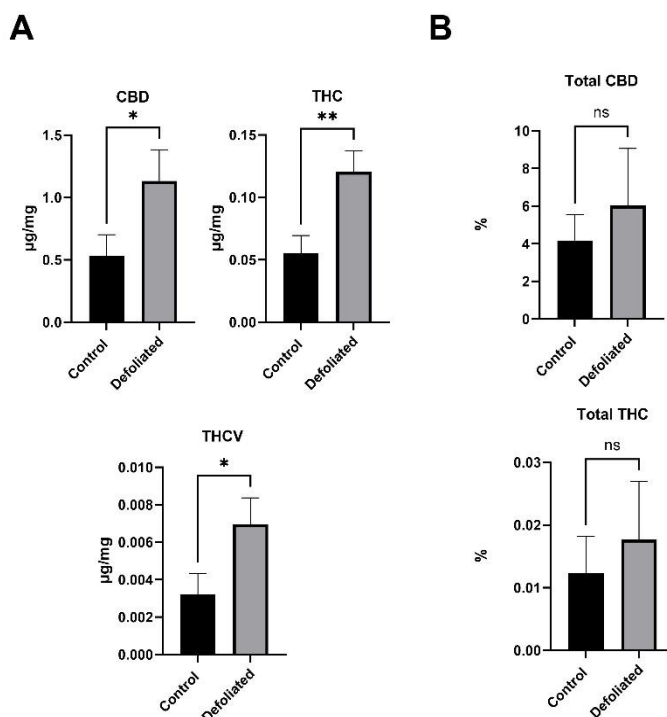 A
B
CBD
*
1.5
1.0
0.5
0.0
µg/mg
Control
Defoliated
THC
**
0.15
0.10
0.05
0.00
µg/mg
Control
Defoliated
Total CBD
ns
10
8
6
4
2
0
%
Control
Defoliated
THCV
*
0.010
0.008
0.006
0.004
0.002
0.000
µg/mg
Control
Defoliated
Total THC
ns
0.03
0.02
0.01
0.00
%
Control
Defoliated